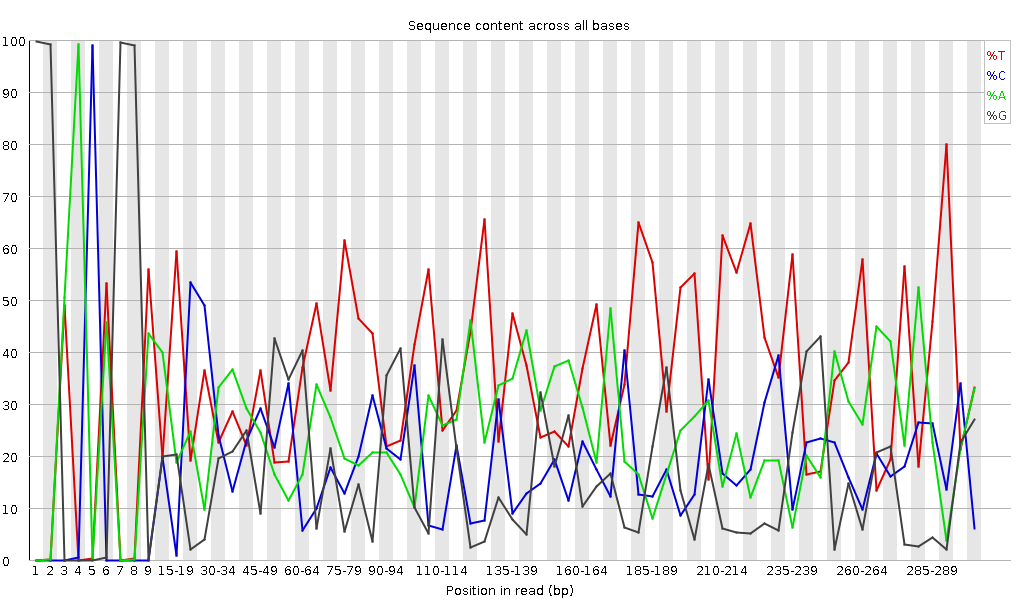 Sequence content across all bases
100
90
80
70
60
50
40
30
20
10
0
%T
%C
%A
%G
1 2 3 4 5 6 7 8 9 15-19 30-34 45-49 60-64 75-79 90-94 110-114 135-139 160-164 185-189 210-214 235-239 260-264 285-289
Position in read (bp)